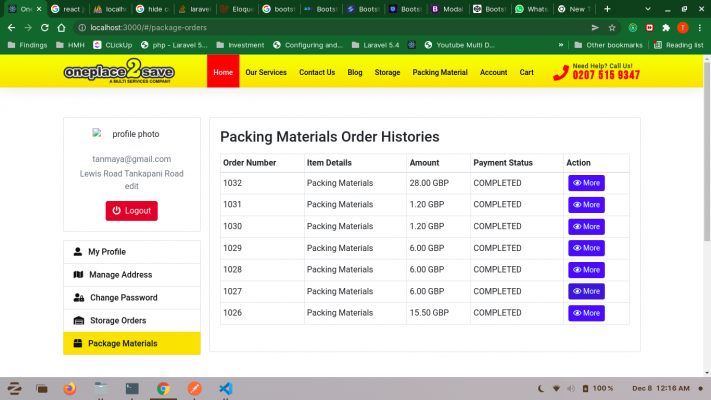 On
react
localh
hide c
laravel
Eloque
bootst
Bootst
Bootst
Bootst
Modal
Bootst
Whats
New T
localhost:3000/#/package-orders
Findings
HMH
CLickUp
php - Laravel 5...
Investment
Configuring and...
Laravel 5.4
Youtube Multi D...
»
Other bookmarks
Reading list
oneplace2save
A MULTI SERVICES COMPANY
Home
Our Services
Contact Us
Blog
Storage
Packing Material
Account
Cart
Need Help? Call Us!
0207 515 9347
profile photo
tanmaya@gmail.com
Lewis Road Tankapani Road
edit
Logout
My Profile
Manage Address
Change Password
Storage Orders
Package Materials
Packing Materials Order Histories
Order Number Item Details Amount Payment Status Action
1032 Packing Materials 28.00 GBP COMPLETED More
1031 Packing Materials 1.20 GBP COMPLETED More
1030 Packing Materials 1.20 GBP COMPLETED More
1029 Packing Materials 6.00 GBP COMPLETED More
1028 Packing Materials 6.00 GBP COMPLETED More
1027 Packing Materials 6.00 GBP COMPLETED More
1026 Packing Materials 15.50 GBP COMPLETED More
100 %
Dec 8 12:16 AM